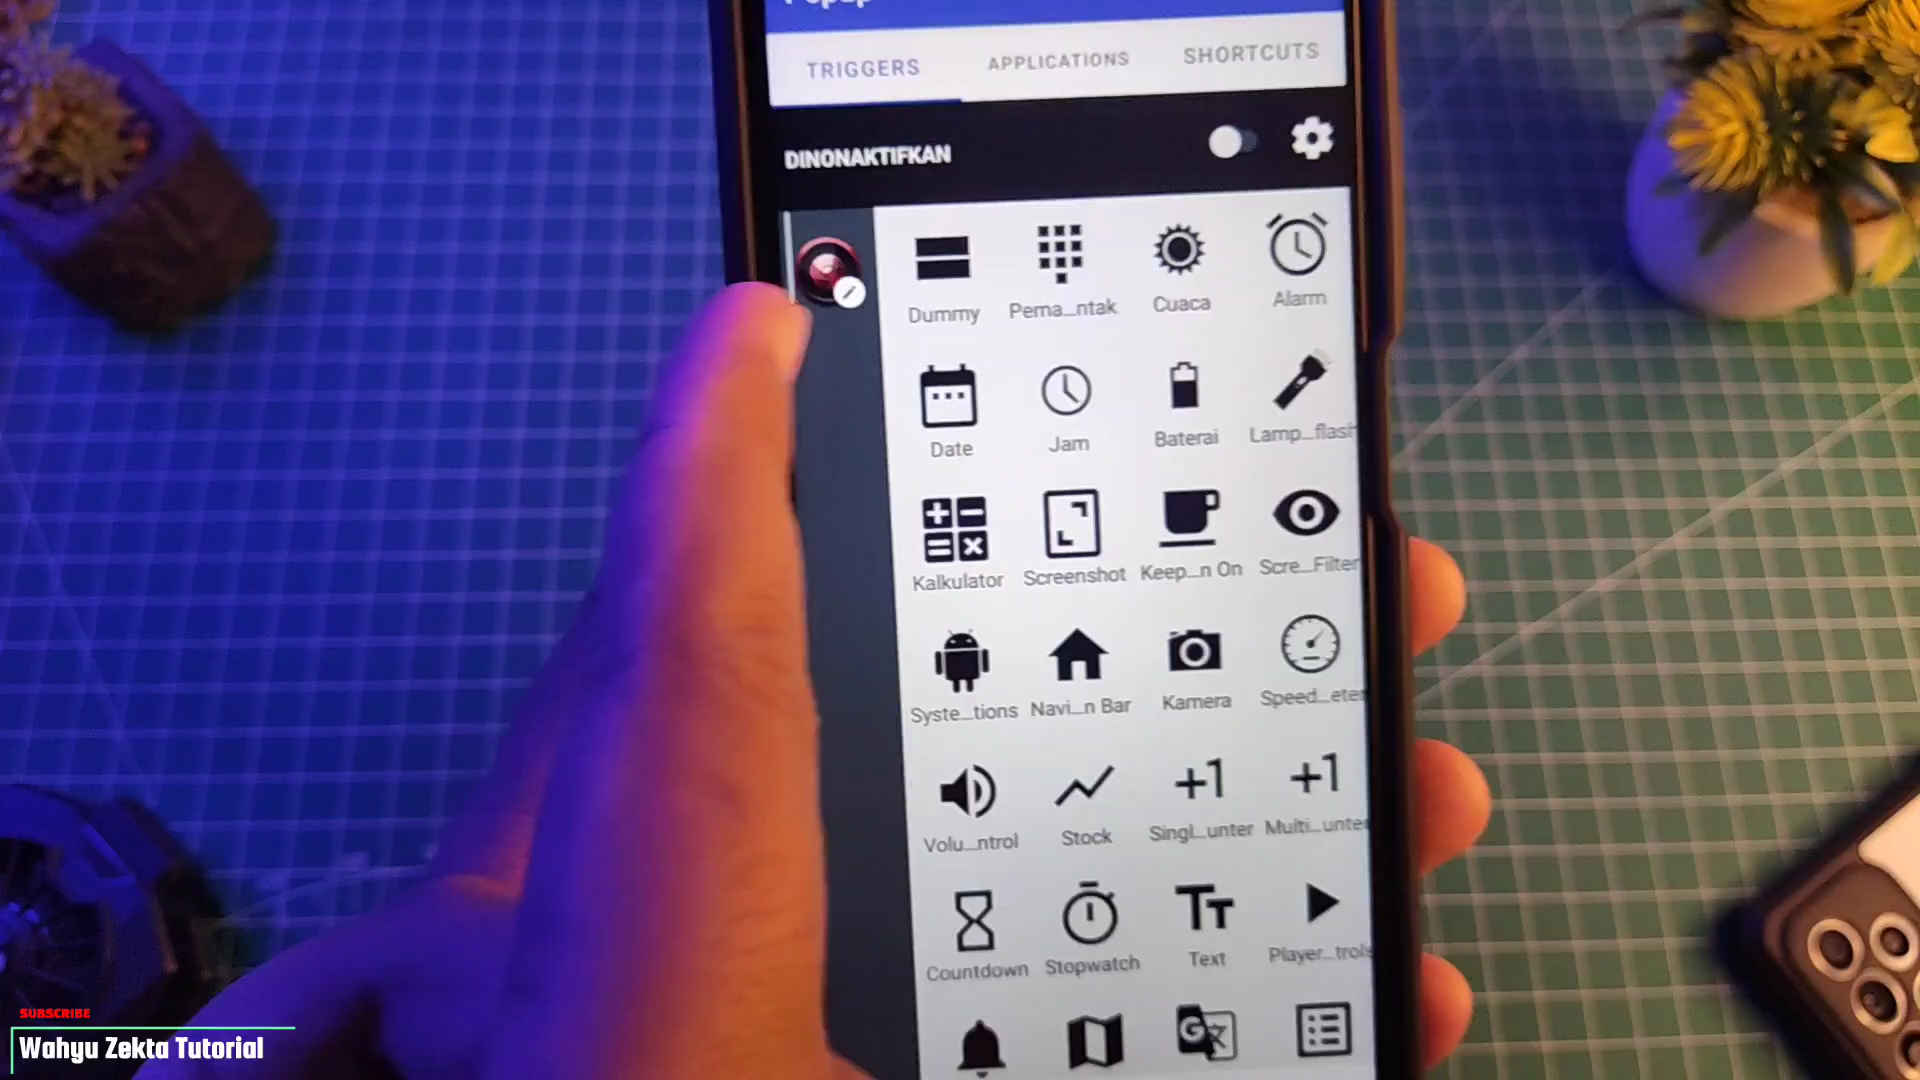 TRIGGERS APPLICATIONS SHORTCUTS
DINONAKTIFKAN
Dummy Pema...ntak Cuaca Alarm
Date Jam Baterai Lamp...flash
Kalkulator Screenshot Keep...n On Scre...Filter
Syste...tions Navi...n Bar Kamera Speed...eter
Volu...ntrol Stock +1 Singl...unter +1 Multi...unter
Countdown Stopwatch Tt Text Player...trols
G
SUBSCRIBE
Wahyu Zekta Tutorial